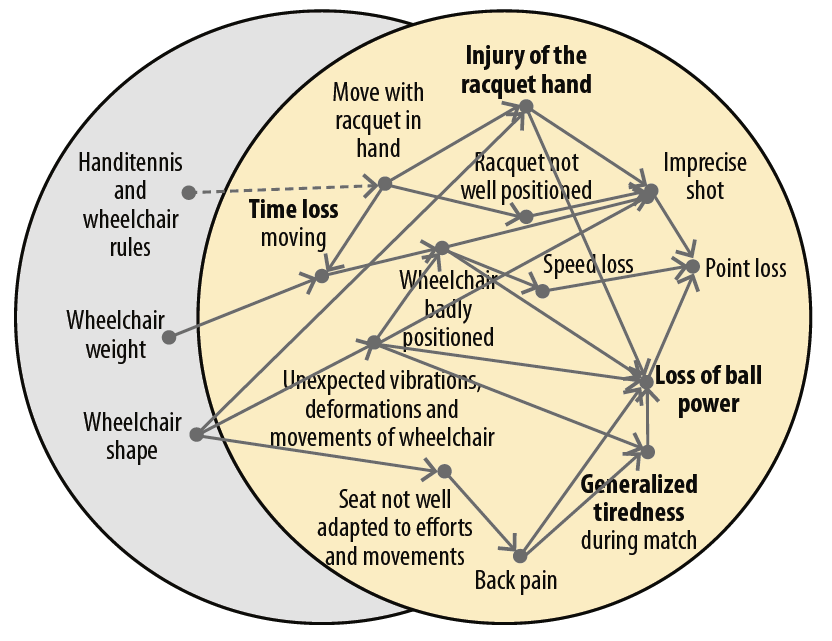 Injury of the
racquet hand
Move with
racquet in
hand
Handitennis
and
wheelchair
rules
Racquet not
well positioned
Imprecise
shot
Time loss
moving
Wheelchair
badly
positioned
Speed loss
Point loss
Wheelchair
weight
Unexpected vibrations,
deformations and
movements of wheelchair
Loss of ball
power
Wheelchair
shape
Seat not well
adapted to efforts
and movements
Generalized
tiredness
during match
Back pain